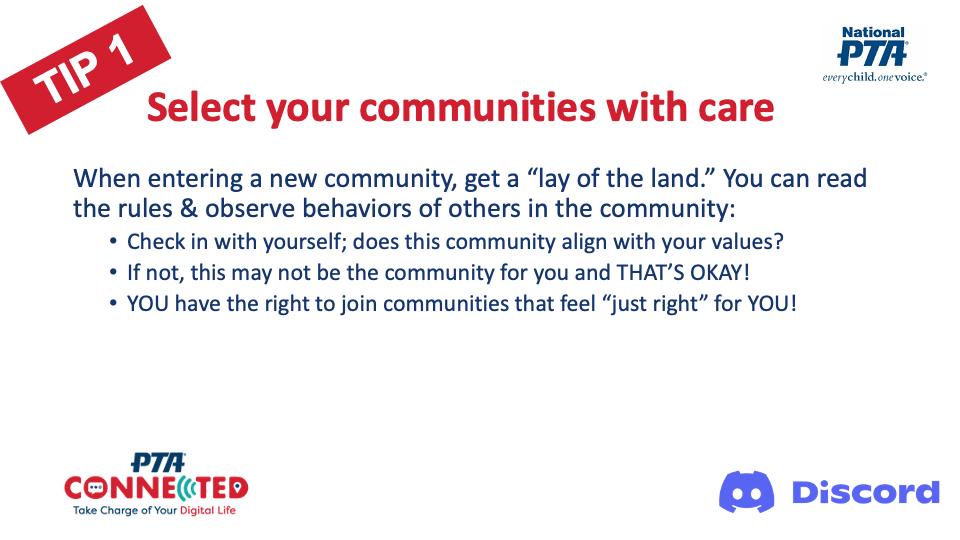 TIP 1
National
PTA®
everychild.onevoice.®
Select your communities with care
When entering a new community, get a “lay of the land.” You can read
the rules & observe behaviors of others in the community:
• Check in with yourself; does this community align with your values?
• If not, this may not be the community for you and THAT’S OKAY!
• YOU have the right to join communities that feel “just right” for YOU!
PTA®
CONNECTED
Take Charge of Your Digital Life
Discord